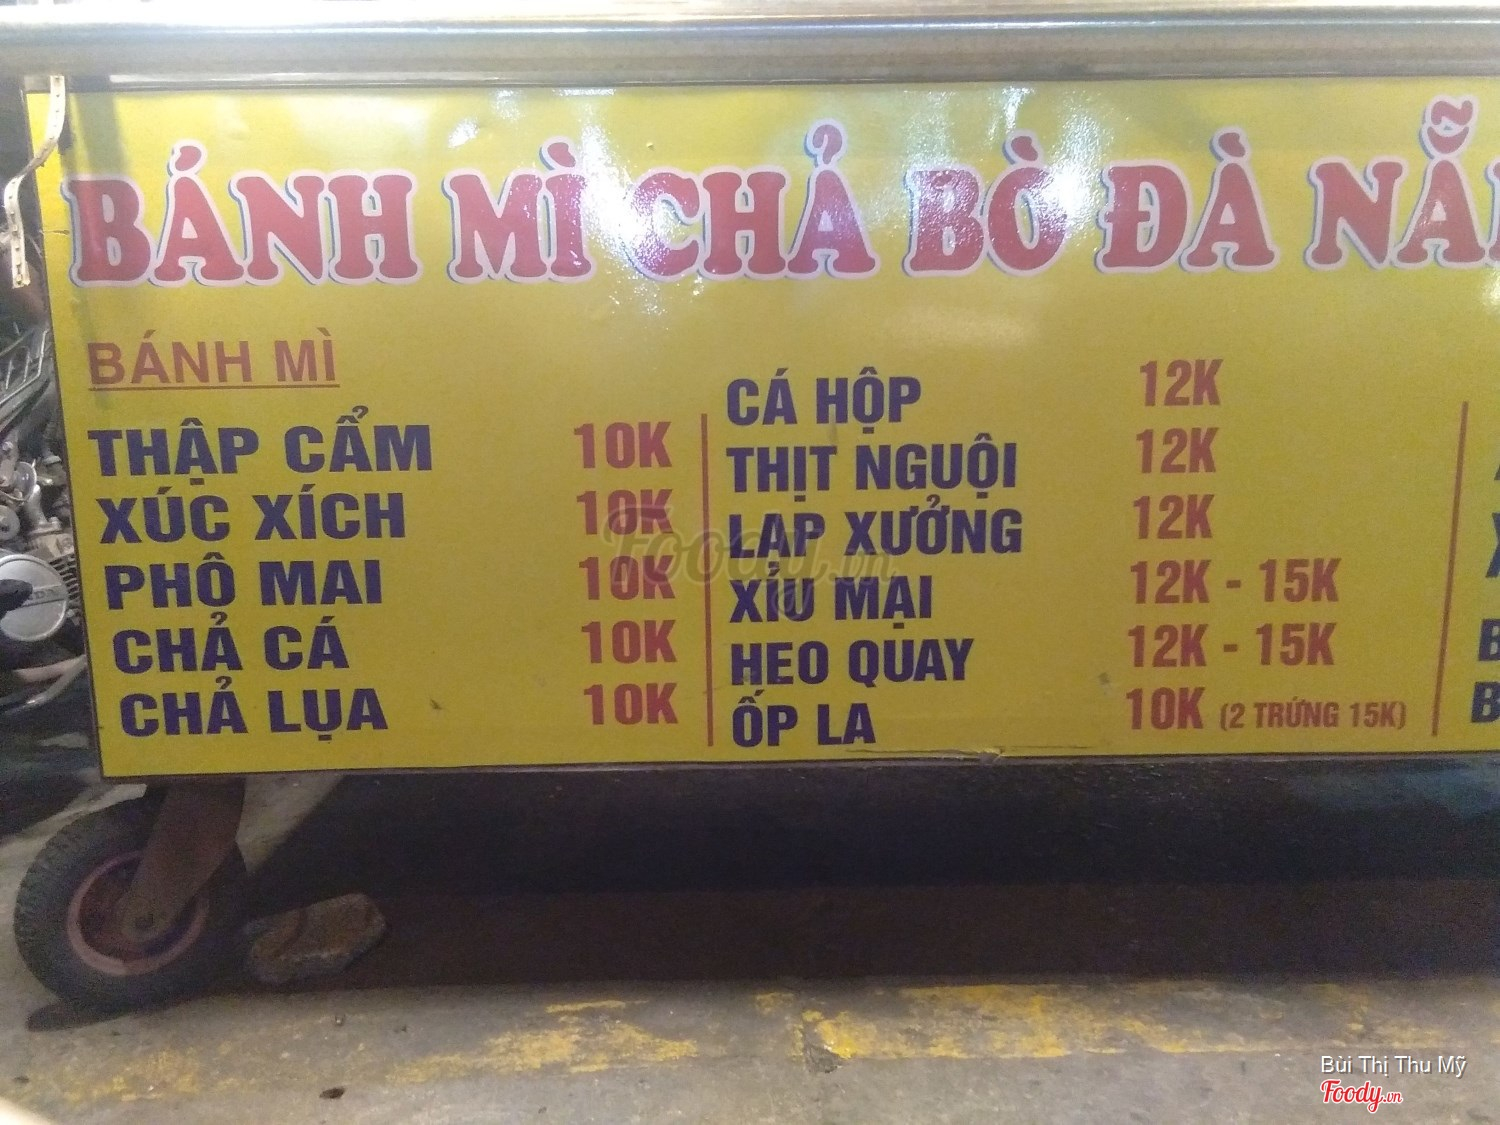 BÁNH MÌ CHẢ BÒ ĐÀ
BÁNH MÌ
THẬP CẨM 10K
XÚC XÍCH 10K
PHÔ MAI 10K
CHẢ CÁ 10K
CHẢ LỤA 10K
CÁ HỘP 12K
THỊT NGUỘI 12K
LẠP XƯỞNG 12K
XÍU MẠI 12K - 15K
HEO QUAY 12K - 15K
ỐP LA 10K (2 TRỨNG 15K)
Foody.vn
Bùi Thị Thu Mỹ
Foody.vn